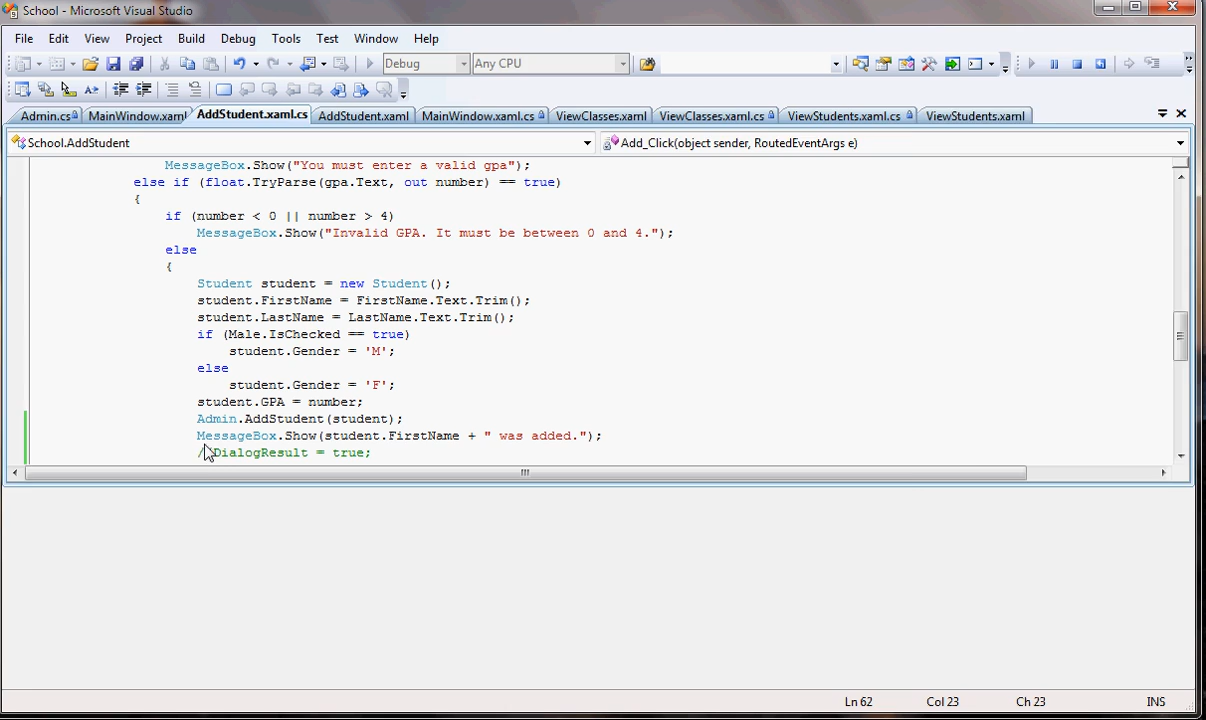 School - Microsoft Visual Studio
File Edit View Project Build Debug Tools Test Window Help
Debug Any CPU
Admin.cs MainWindow.xaml AddStudent.xaml.cs AddStudent.xaml MainWindow.xaml.cs ViewClasses.xaml ViewClasses.xaml.cs ViewStudents.xaml.cs ViewStudents.xaml
School.AddStudent Add_Click(object sender, RoutedEventArgs e)
MessageBox.Show("You must enter a valid gpa");
else if (float.TryParse(gpa.Text, out number) == true)
{
if (number < 0 || number > 4)
MessageBox.Show("Invalid GPA. It must be between 0 and 4.");
else
{
Student student = new Student();
student.FirstName = FirstName.Text.Trim();
student.LastName = LastName.Text.Trim();
if (Male.IsChecked == true)
student.Gender = 'M';
else
student.Gender = 'F';
student.GPA = number;
Admin.AddStudent(student);
MessageBox.Show(student.FirstName + " was added.");
//DialogResult = true;
Ln 62 Col 23 Ch 23 INS